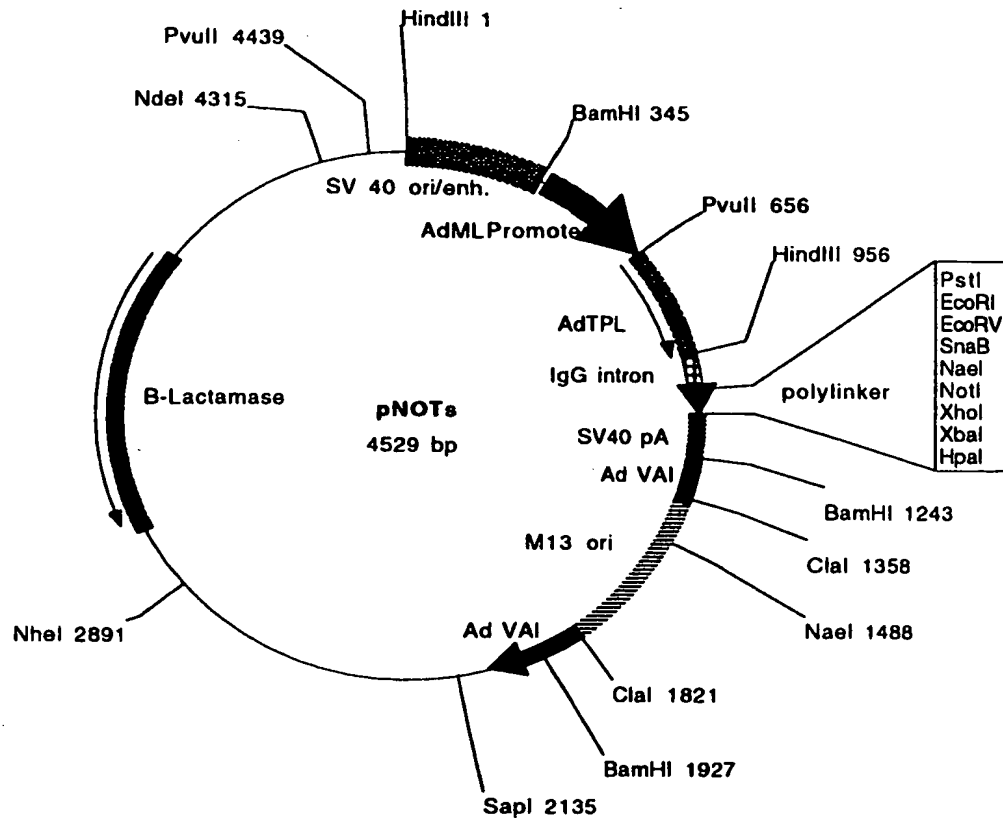 HindIII 1
PvuII 4439
NdeI 4315
BamHI 345
SV 40 ori/enh.
AdMLPromote
PvuII 656
HindIII 956
PstI
EcoRI
EcoRV
SnaB
NaeI
NotI
XhoI
XbaI
HpaI
AdTPL
IgG intron
polylinker
B-Lactamase
pNOTs
4529 bp
SV40 pA
Ad VAI
BamHI 1243
ClaI 1358
M13 ori
NaeI 1488
NheI 2891
Ad VAI
ClaI 1821
BamHI 1927
SapI 2135